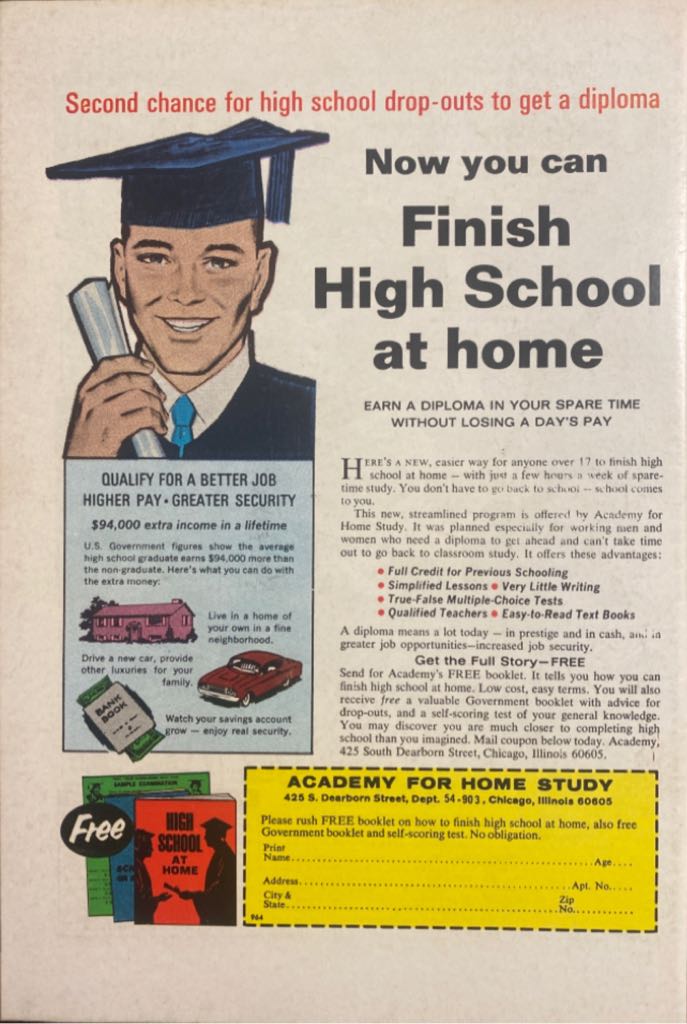 Second chance for high school drop-outs to get a diploma
Now you can
Finish
High School
at home
EARN A DIPLOMA IN YOUR SPARE TIME
WITHOUT LOSING A DAY'S PAY
QUALIFY FOR A BETTER JOB
HIGHER PAY • GREATER SECURITY
$94,000 extra income in a lifetime
U.S. Government figures show the average
high school graduate earns $94,000 more than
the non-graduate. Here's what you can do with
the extra money:
Live in a home of
your own in a fine
neighborhood.
Drive a new car, provide
other luxuries for your
family.
BANK
BOOK
Watch your savings account
grow — enjoy real security.
HERE'S A NEW, easier way for anyone over 17 to finish high
school at home — with just a few hours a week of spare-
time study. You don't have to go back to school — school comes
to you.
This new, streamlined program is offered by Academy for
Home Study. It was planned especially for working men and
women who need a diploma to get ahead and can't take time
out to go back to classroom study. It offers these advantages:
• Full Credit for Previous Schooling
• Simplified Lessons • Very Little Writing
• True-False Multiple-Choice Tests
• Qualified Teachers • Easy-to-Read Text Books
A diploma means a lot today — in prestige and in cash, and in
greater job opportunities—increased job security.
Get the Full Story—FREE
Send for Academy's FREE booklet. It tells you how you can
finish high school at home. Low cost, easy terms. You will also
receive free a valuable Government booklet with advice for
drop-outs, and a self-scoring test of your general knowledge.
You may discover you are much closer to completing high
school than you imagined. Mail coupon below today. Academy,
425 South Dearborn Street, Chicago, Illinois 60605.
Free
SAMPLE EXAMINATION
HIGH
SCHOOL
AT
HOME
ACADEMY FOR HOME STUDY
425 S. Dearborn Street, Dept. 54-903, Chicago, Illinois 60605
Please rush FREE booklet on how to finish high school at home, also free
Government booklet and self-scoring test. No obligation.
Print
Name.......... Age....
Address.......... Apt. No.....
City & Zip
State.......... No..........
964